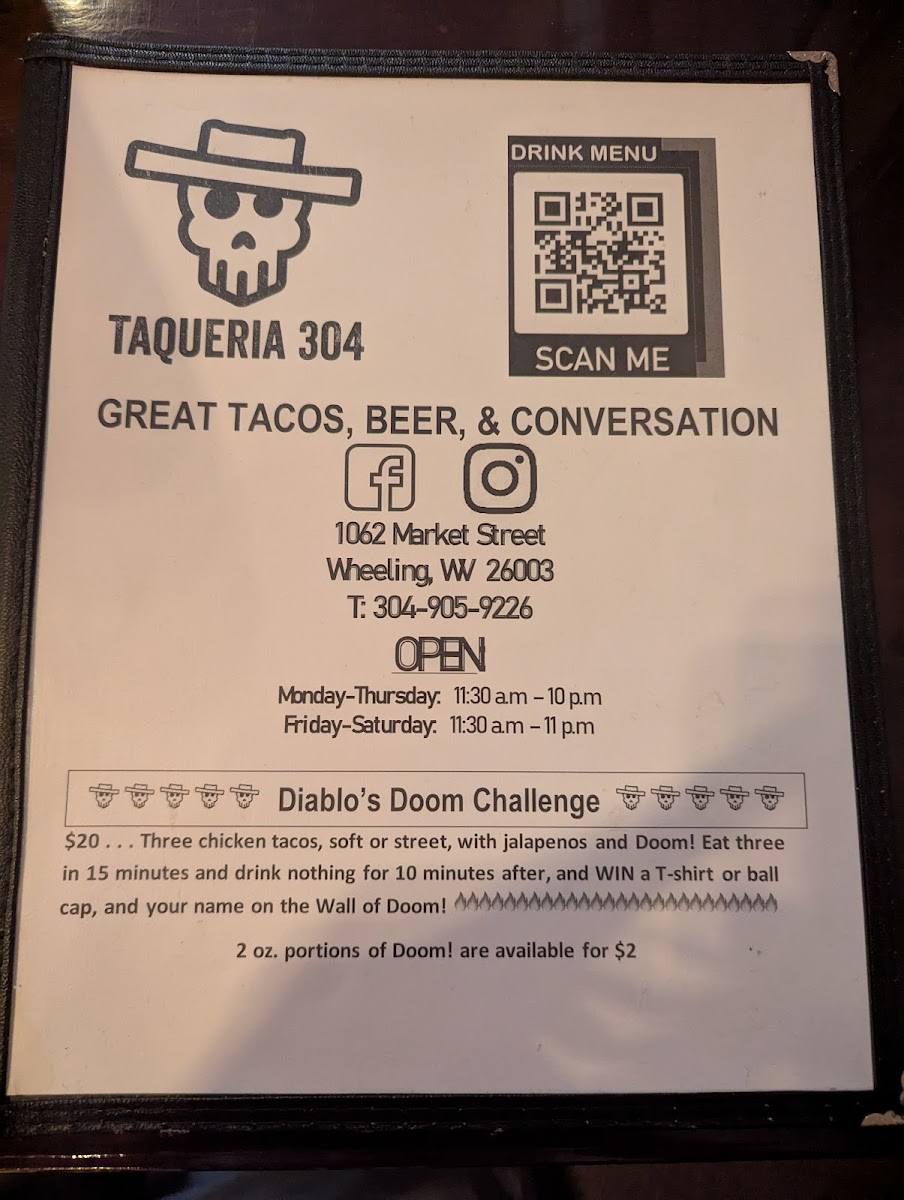 DRINK MENU
SCAN ME
TAQUERIA 304
GREAT TACOS, BEER, & CONVERSATION
1062 Market Street
Wheeling, WV 26003
T: 304-905-9226
OPEN
Monday-Thursday: 11:30 a.m – 10 p.m
Friday-Saturday: 11:30 a.m – 11 p.m
Diablo's Doom Challenge
$20 . . . Three chicken tacos, soft or street, with jalapenos and Doom! Eat three
in 15 minutes and drink nothing for 10 minutes after, and WIN a T-shirt or ball
cap, and your name on the Wall of Doom!
2 oz. portions of Doom! are available for $2